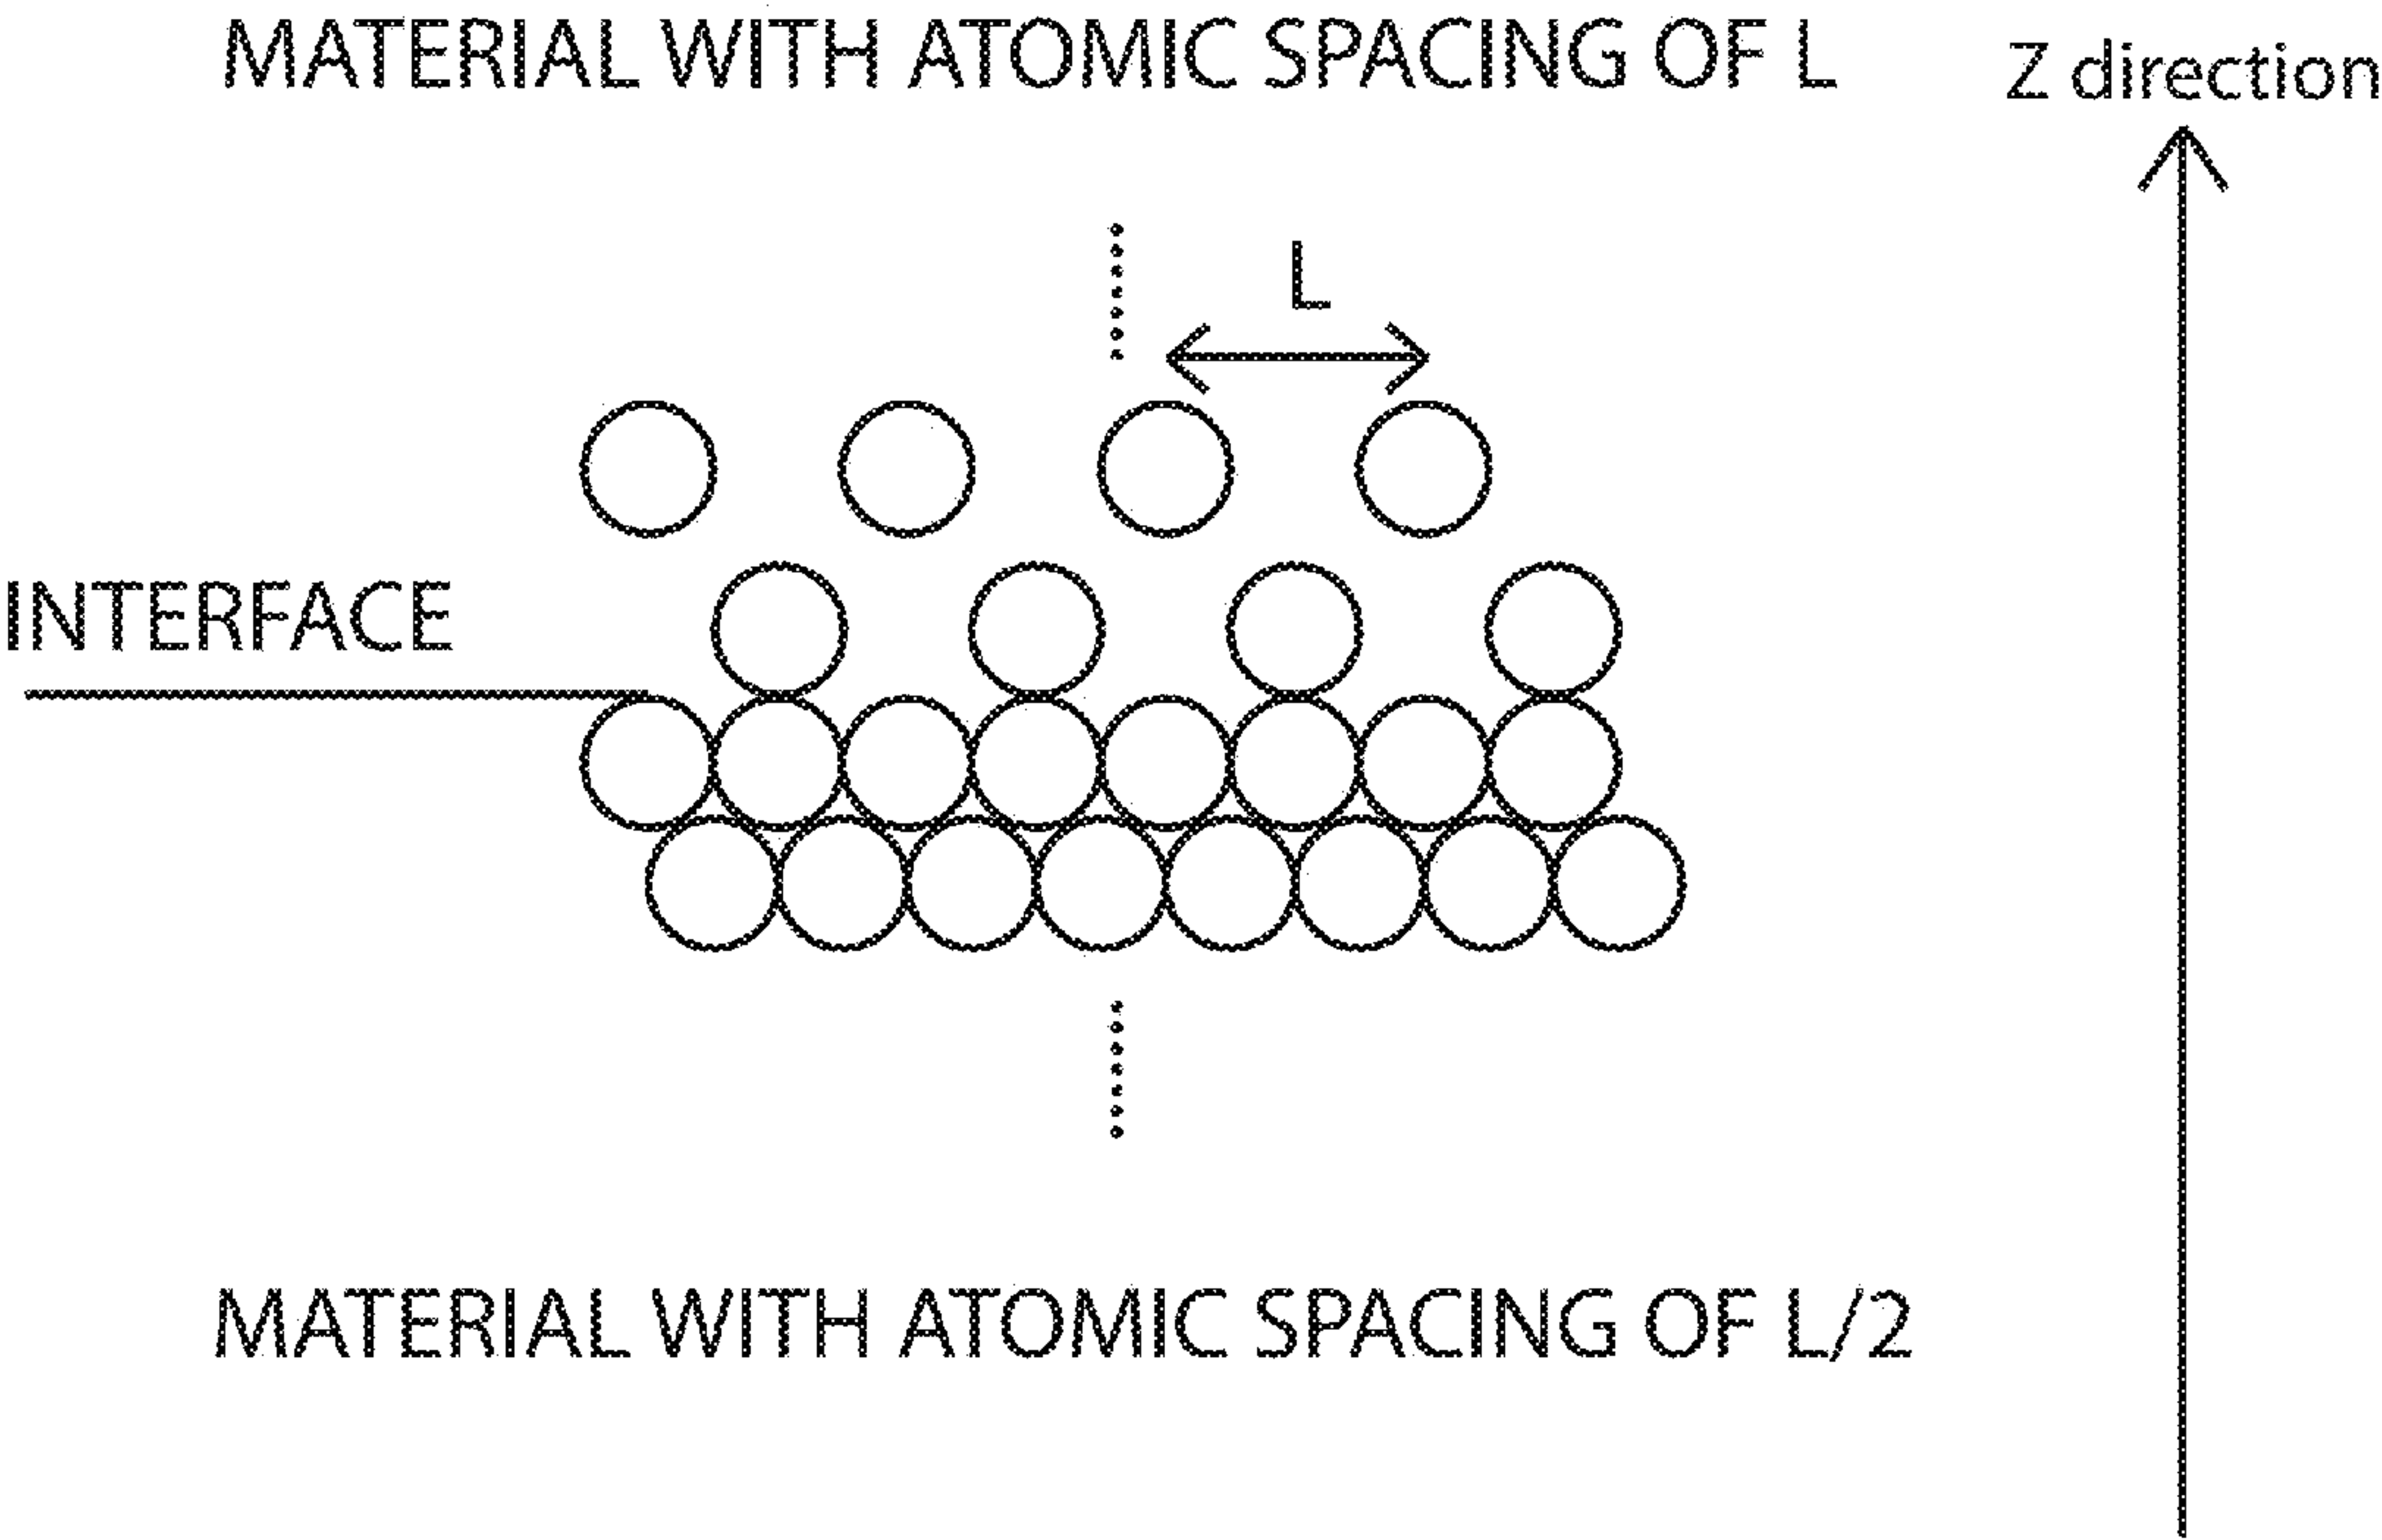 MATERIAL WITH ATOMIC SPACING OF L
Z direction
L
INTERFACE
MATERIAL WITH ATOMIC SPACING OF L/2